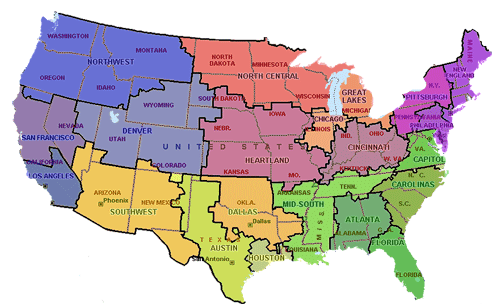 WASHINGTON
MONTANA
NORTHWEST
OREGON
IDAHO
NORTH
DAKOTA
MINNESOTA
NORTH CENTRAL
WISCONSIN
SOUTH DAKOTA
GREAT
LAKES
MICHIGAN
MAINE
NEW
ENGLAND
N.Y.
PITTSBURGH
PENNSYLVANIA
PHILADELPHIA
WYOMING
NEVADA
SAN FRANCISCO
CALIFORNIA
DENVER
UTAH
COLORADO
UNITED STATES
NEBR.
IOWA
HEARTLAND
KANSAS
MO.
CHICAGO
ILLINOIS
IND.
OHIO
CINCINNATI
KENTUCKY
W. VA.
VA.
CAPITOL
LOS ANGELES
ARIZONA
Phoenix
NEW MEXICO
SOUTHWEST
OKLA.
DALLAS
Dallas
TEXAS
AUSTIN
San Antonio
HOUSTON
ARKANSAS
TENN.
MID-SOUTH
MISS
LOUISIANA
N. C.
CAROLINAS
S.C.
ATLANTA
ALABAMA
GA.
FLORIDA
FLORIDA